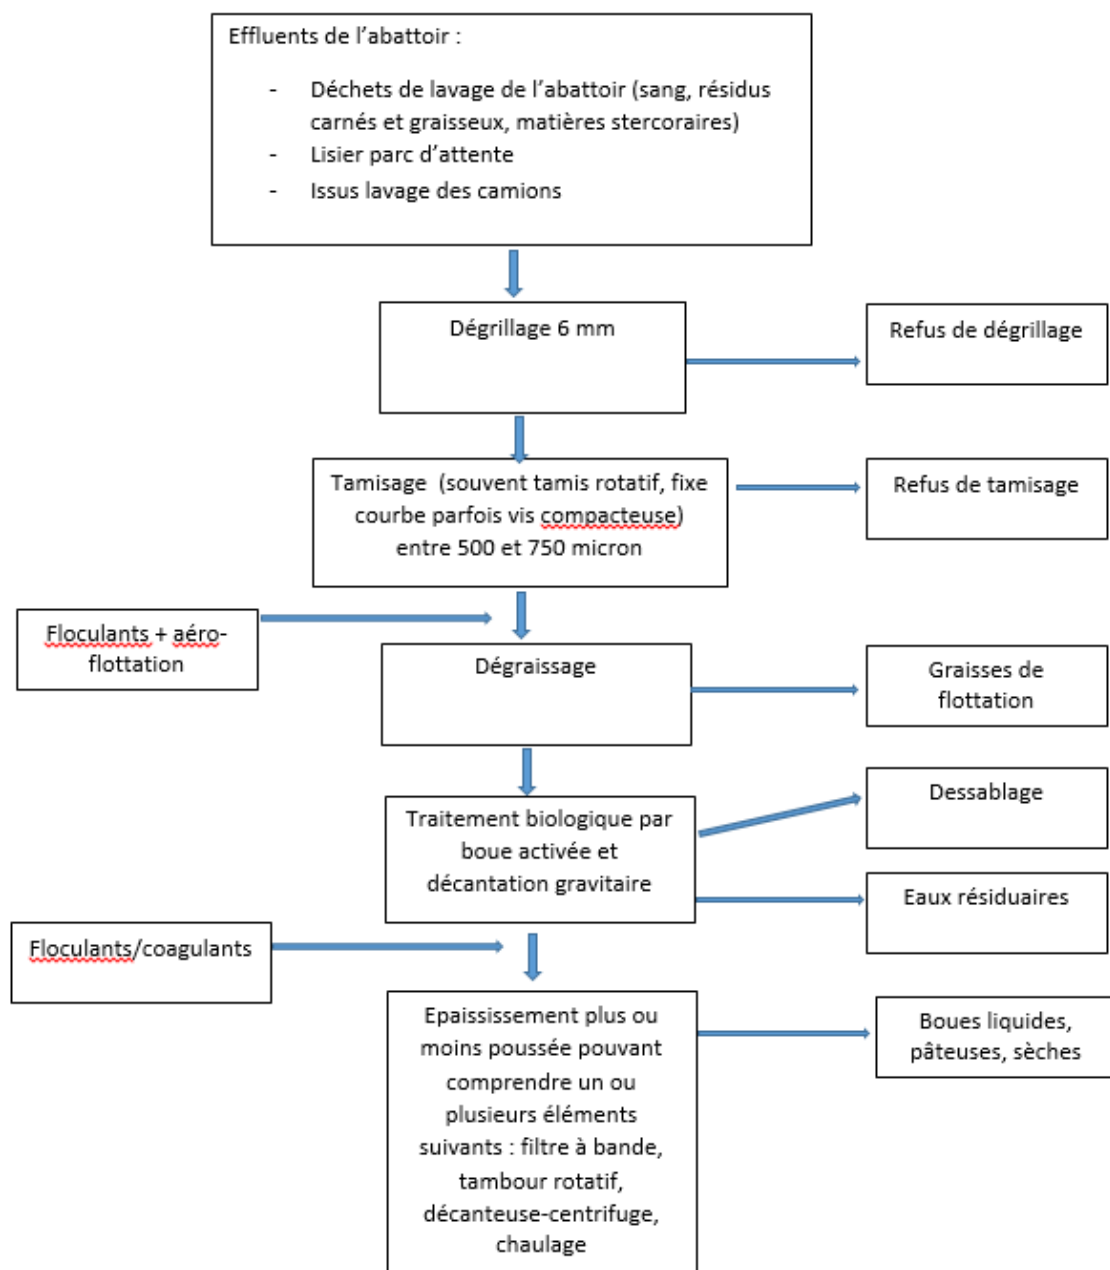 Effluents de l'abattoir :
- Déchets de lavage de l'abattoir (sang, résidus
carnés et graisseux, matières stercoraires)
- Lisier parc d'attente
- Issus lavage des camions
Dégrillage 6 mm
Refus de dégrillage
Tamisage (souvent tamis rotatif, fixe
courbe parfois vis compacteuse)
entre 500 et 750 micron
Refus de tamisage
Floculants + aéro-
flottation
Dégraissage
Graisses de
flottation
Traitement biologique par
boue activée et
décantation gravitaire
Dessablage
Eaux résiduaires
Floculants/coagulants
Epaississement plus ou
moins poussée pouvant
comprendre un ou
plusieurs éléments
suivants : filtre à bande,
tambour rotatif,
décanteuse-centrifuge,
chaulage
Boues liquides,
pâteuses, sèches